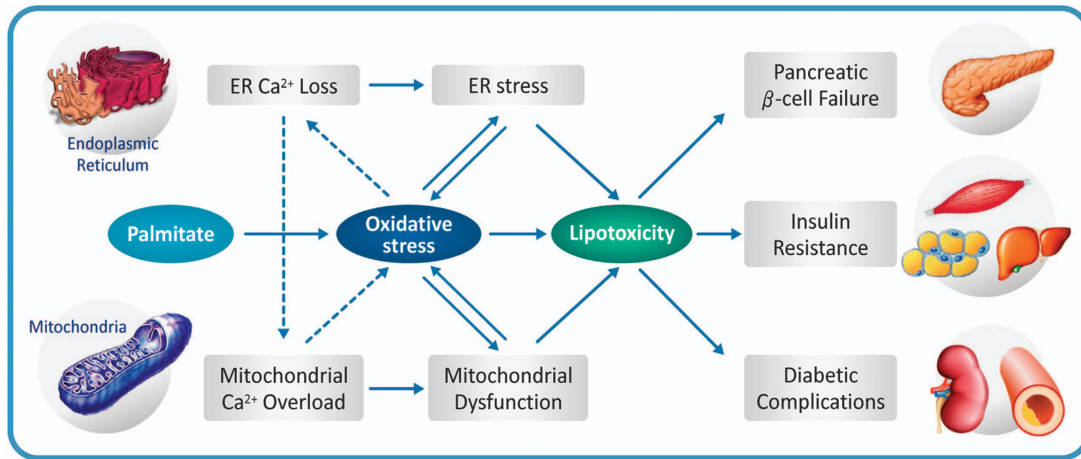 ER Ca²⁺ Loss
ER stress
Pancreatic
β-cell Failure
Endoplasmic
Reticulum
Palmitate
Oxidative
stress
Lipotoxicity
Insulin
Resistance
Mitochondria
Mitochondrial
Ca²⁺ Overload
Mitochondrial
Dysfunction
Diabetic
Complications